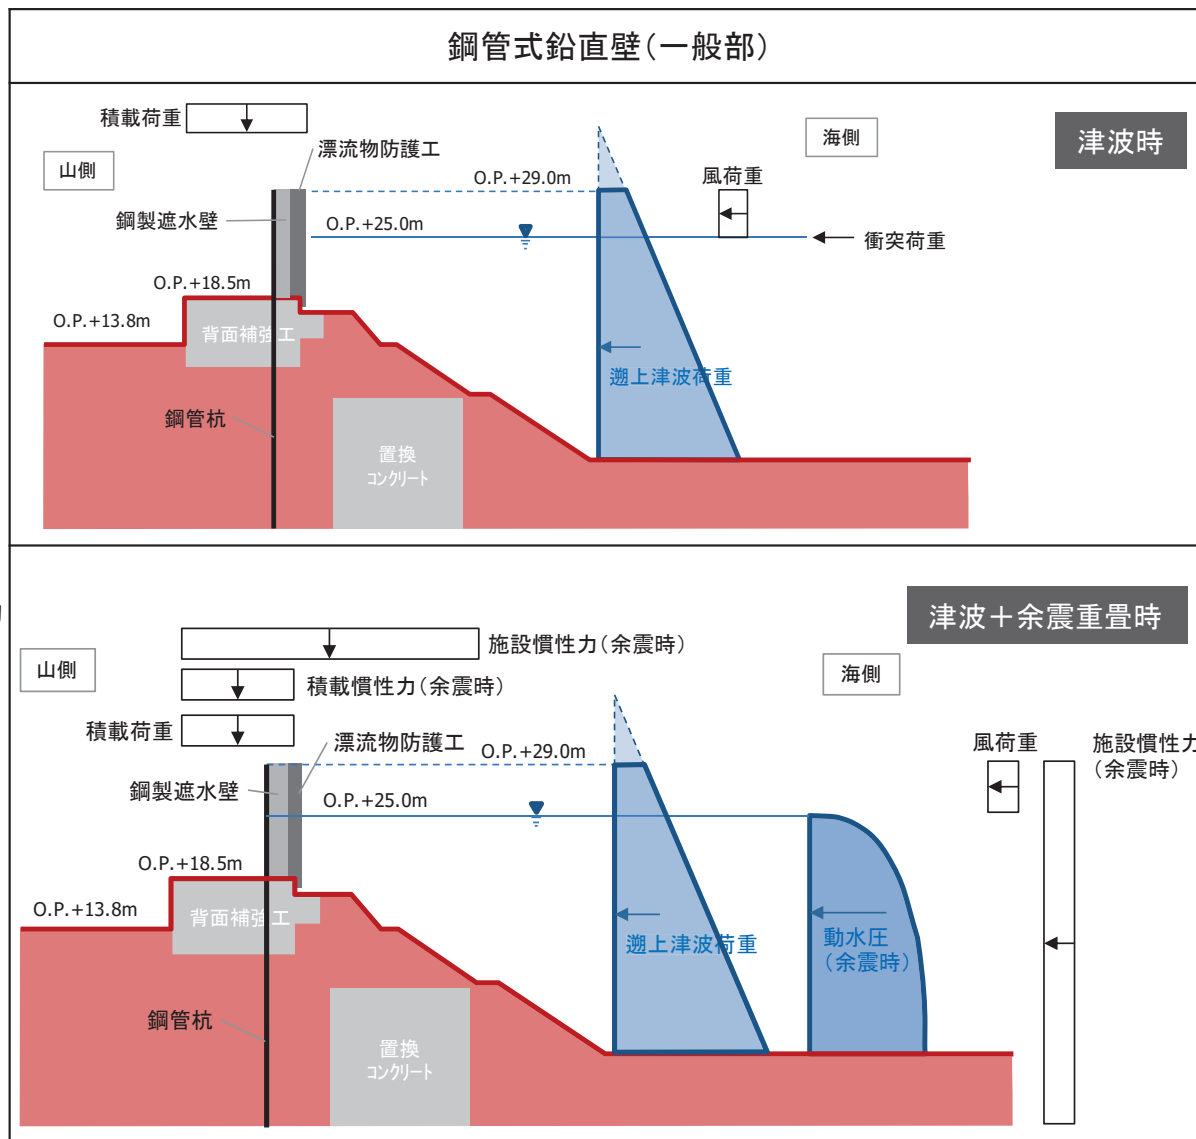 鋼管式鉛直壁(一般部)
津波時
積載荷重
山側
漂流物防護工
海側
O.P.+29.0m
風荷重
鋼製遮水壁
O.P.+25.0m
衝突荷重
O.P.+18.5m
O.P.+13.8m
背面補強工
遡上津波荷重
鋼管杭
置換
コンクリート
津波+余震重畳時
施設慣性力(余震時)
山側
海側
積載慣性力(余震時)
積載荷重
漂流物防護工
O.P.+29.0m
風荷重
施設慣性力
(余震時)
鋼製遮水壁
O.P.+25.0m
O.P.+18.5m
O.P.+13.8m
背面補強工
遡上津波荷重
動水圧
(余震時)
鋼管杭
置換
コンクリート